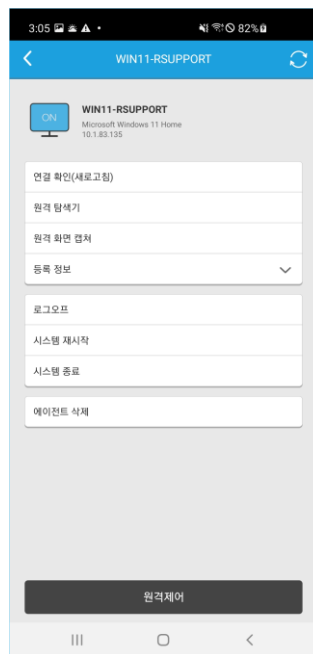 3:05
82%
WIN11-RSUPPORT
ON
WIN11-RSUPPORT
Microsoft Windows 11 Home
10.1.83.135
연결 확인(새로고침)
원격 탐색기
원격 화면 캡쳐
등록 정보
로그오프
시스템 재시작
시스템 종료
에이전트 삭제
원격제어